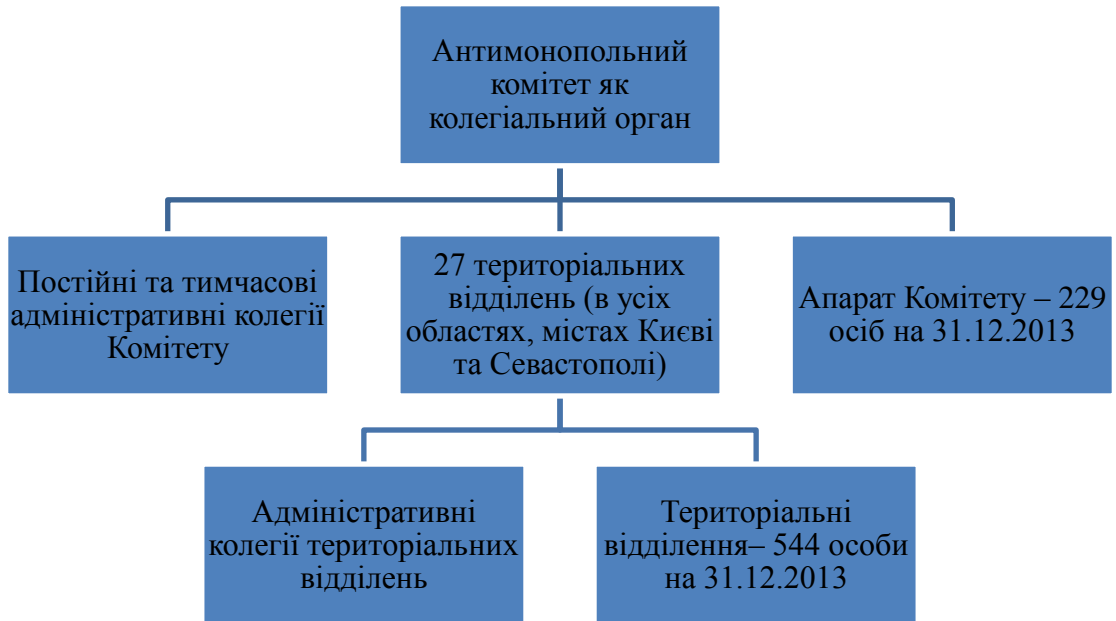 Антимонопольний
комітет як
колегіальний орган
Постійні та тимчасові
адміністративні колегії
Комітету
27 територіальних
відділень (в усіх
областях, містах Києві
та Севастополі)
Апарат Комітету – 229
осіб на 31.12.2013
Адміністративні
колегії територіальних
відділень
Територіальні
відділення– 544 особи
на 31.12.2013